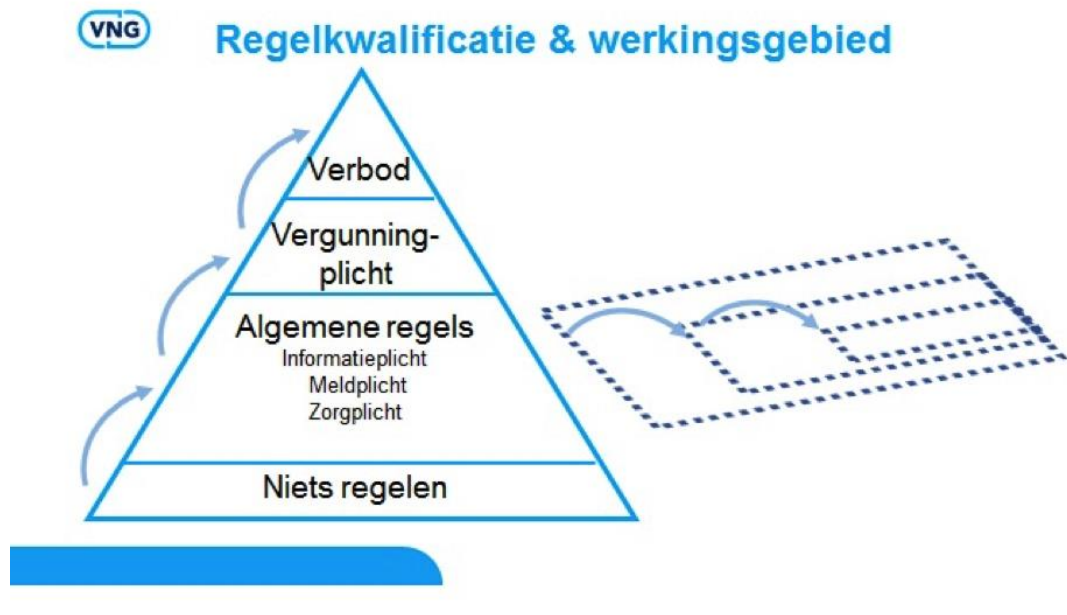 VNG
Regelkwalificatie & werkingsgebied
Verbod
Vergunning-
plicht
Algemene regels
Informatieplicht
Meldplicht
Zorgplicht
Niets regelen